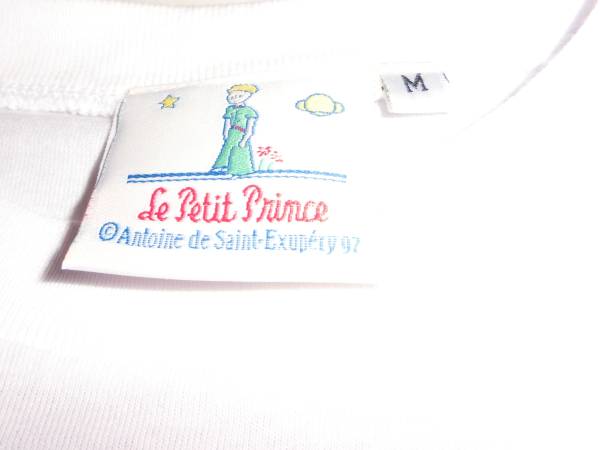 M
Le Petit Prince
©Antoine de Saint-Exupéry 97